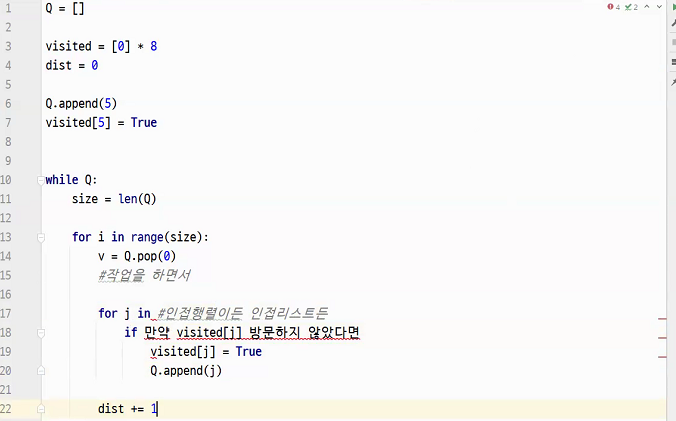 4 2
1 Q = []
2
3 visited = [0] * 8
4 dist = 0
5
6 Q.append(5)
7 visited[5] = True
8
9
10 while Q:
11 size = len(Q)
12
13 for i in range(size):
14 v = Q.pop(0)
15 #작업을 하면서
16
17 for j in #인접행렬이든 인접리스트든
18 if 만약 visited[j] 방문하지 않았다면
19 visited[j] = True
20 Q.append(j)
21
22 dist += 1